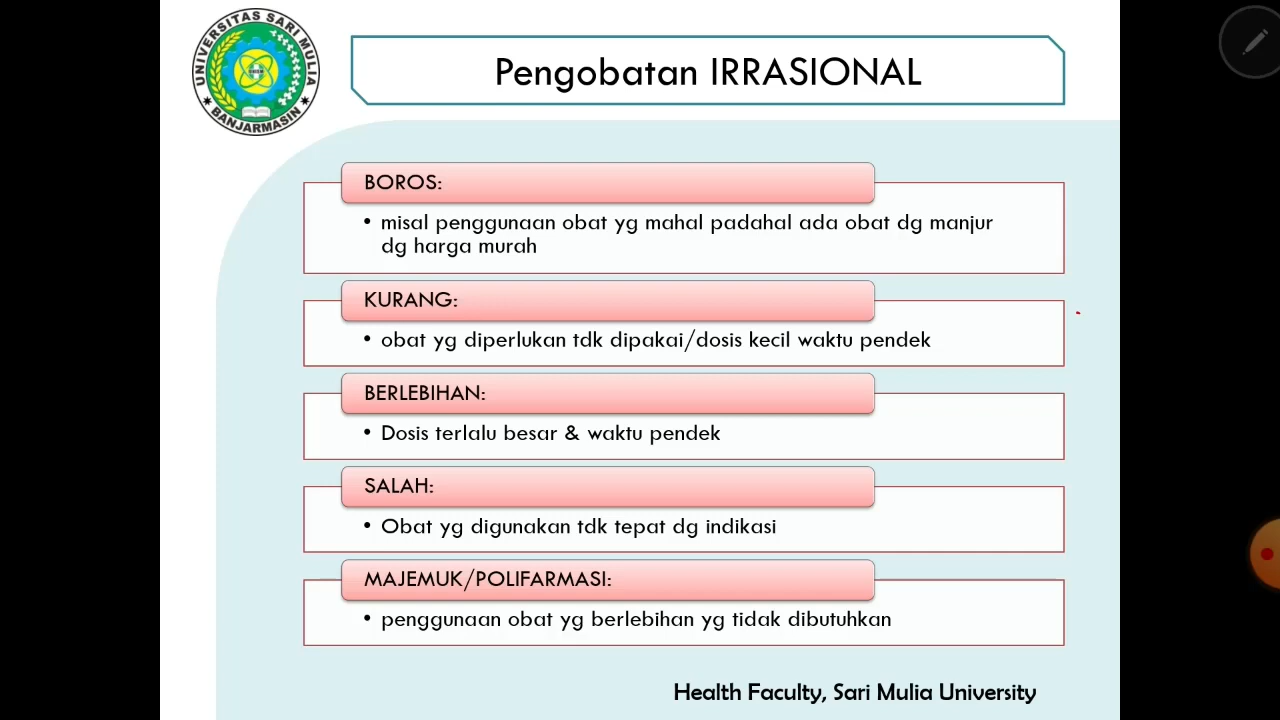 UNIVERSITAS SARI MULIA
BANJARMASIN
Pengobatan IRRASIONAL
BOROS:
• misal penggunaan obat yg mahal padahal ada obat dg manjur
dg harga murah
KURANG:
• obat yg diperlukan tdk dipakai/dosis kecil waktu pendek
BERLEBIHAN:
• Dosis terlalu besar & waktu pendek
SALAH:
• Obat yg digunakan tdk tepat dg indikasi
MAJEMUK/POLIFARMASI:
• penggunaan obat yg berlebihan yg tidak dibutuhkan
Health Faculty, Sari Mulia University